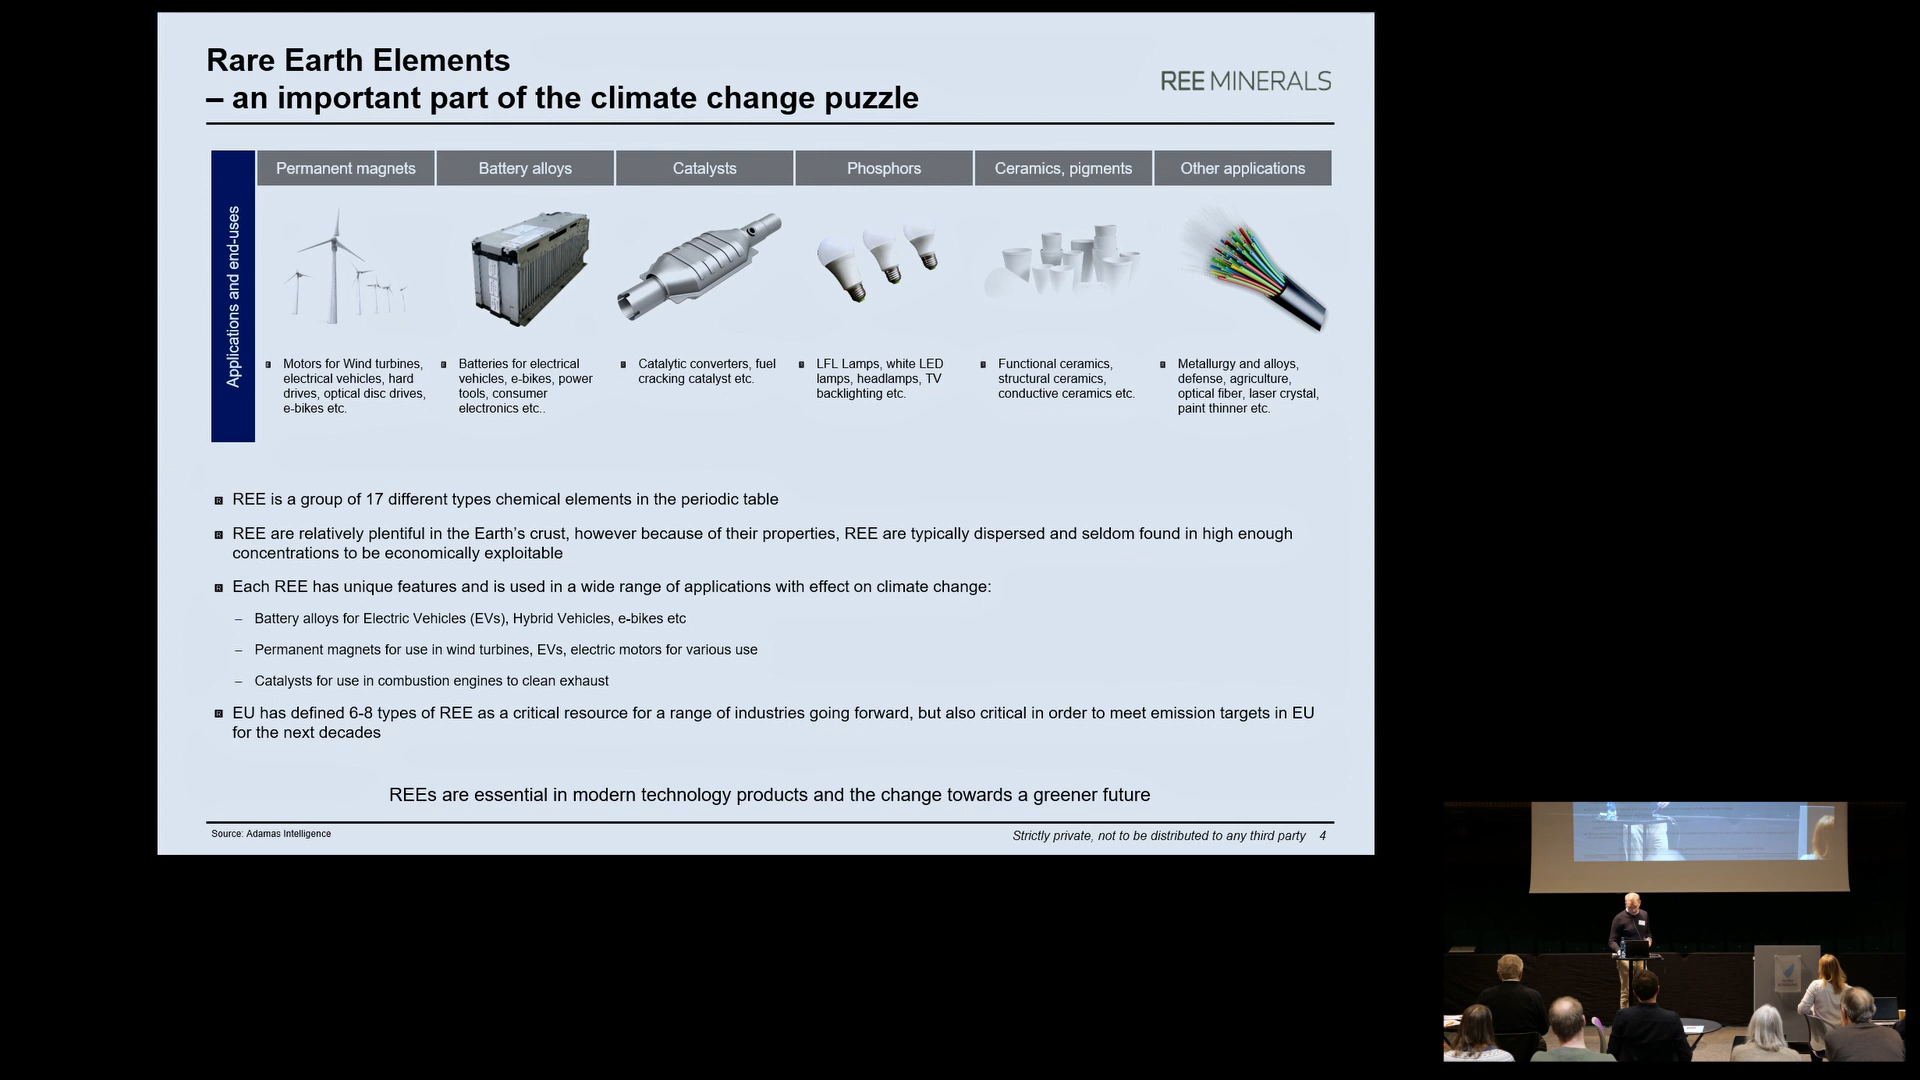 Rare Earth Elements
– an important part of the climate change puzzle
REE MINERALS
Applications and end-uses
Permanent magnets
Battery alloys
Catalysts
Phosphors
Ceramics, pigments
Other applications
Motors for Wind turbines,
electrical vehicles, hard
drives, optical disc drives,
e-bikes etc.
Batteries for electrical
vehicles, e-bikes, power
tools, consumer
electronics etc..
Catalytic converters, fuel
cracking catalyst etc.
LFL Lamps, white LED
lamps, headlamps, TV
backlighting etc.
Functional ceramics,
structural ceramics,
conductive ceramics etc.
Metallurgy and alloys,
defense, agriculture,
optical fiber, laser crystal,
paint thinner etc.
REE is a group of 17 different types chemical elements in the periodic table
REE are relatively plentiful in the Earth’s crust, however because of their properties, REE are typically dispersed and seldom found in high enough
concentrations to be economically exploitable
Each REE has unique features and is used in a wide range of applications with effect on climate change:
– Battery alloys for Electric Vehicles (EVs), Hybrid Vehicles, e-bikes etc
– Permanent magnets for use in wind turbines, EVs, electric motors for various use
– Catalysts for use in combustion engines to clean exhaust
EU has defined 6-8 types of REE as a critical resource for a range of industries going forward, but also critical in order to meet emission targets in EU
for the next decades
REEs are essential in modern technology products and the change towards a greener future
Source: Adamas Intelligence
Strictly private, not to be distributed to any third party 4